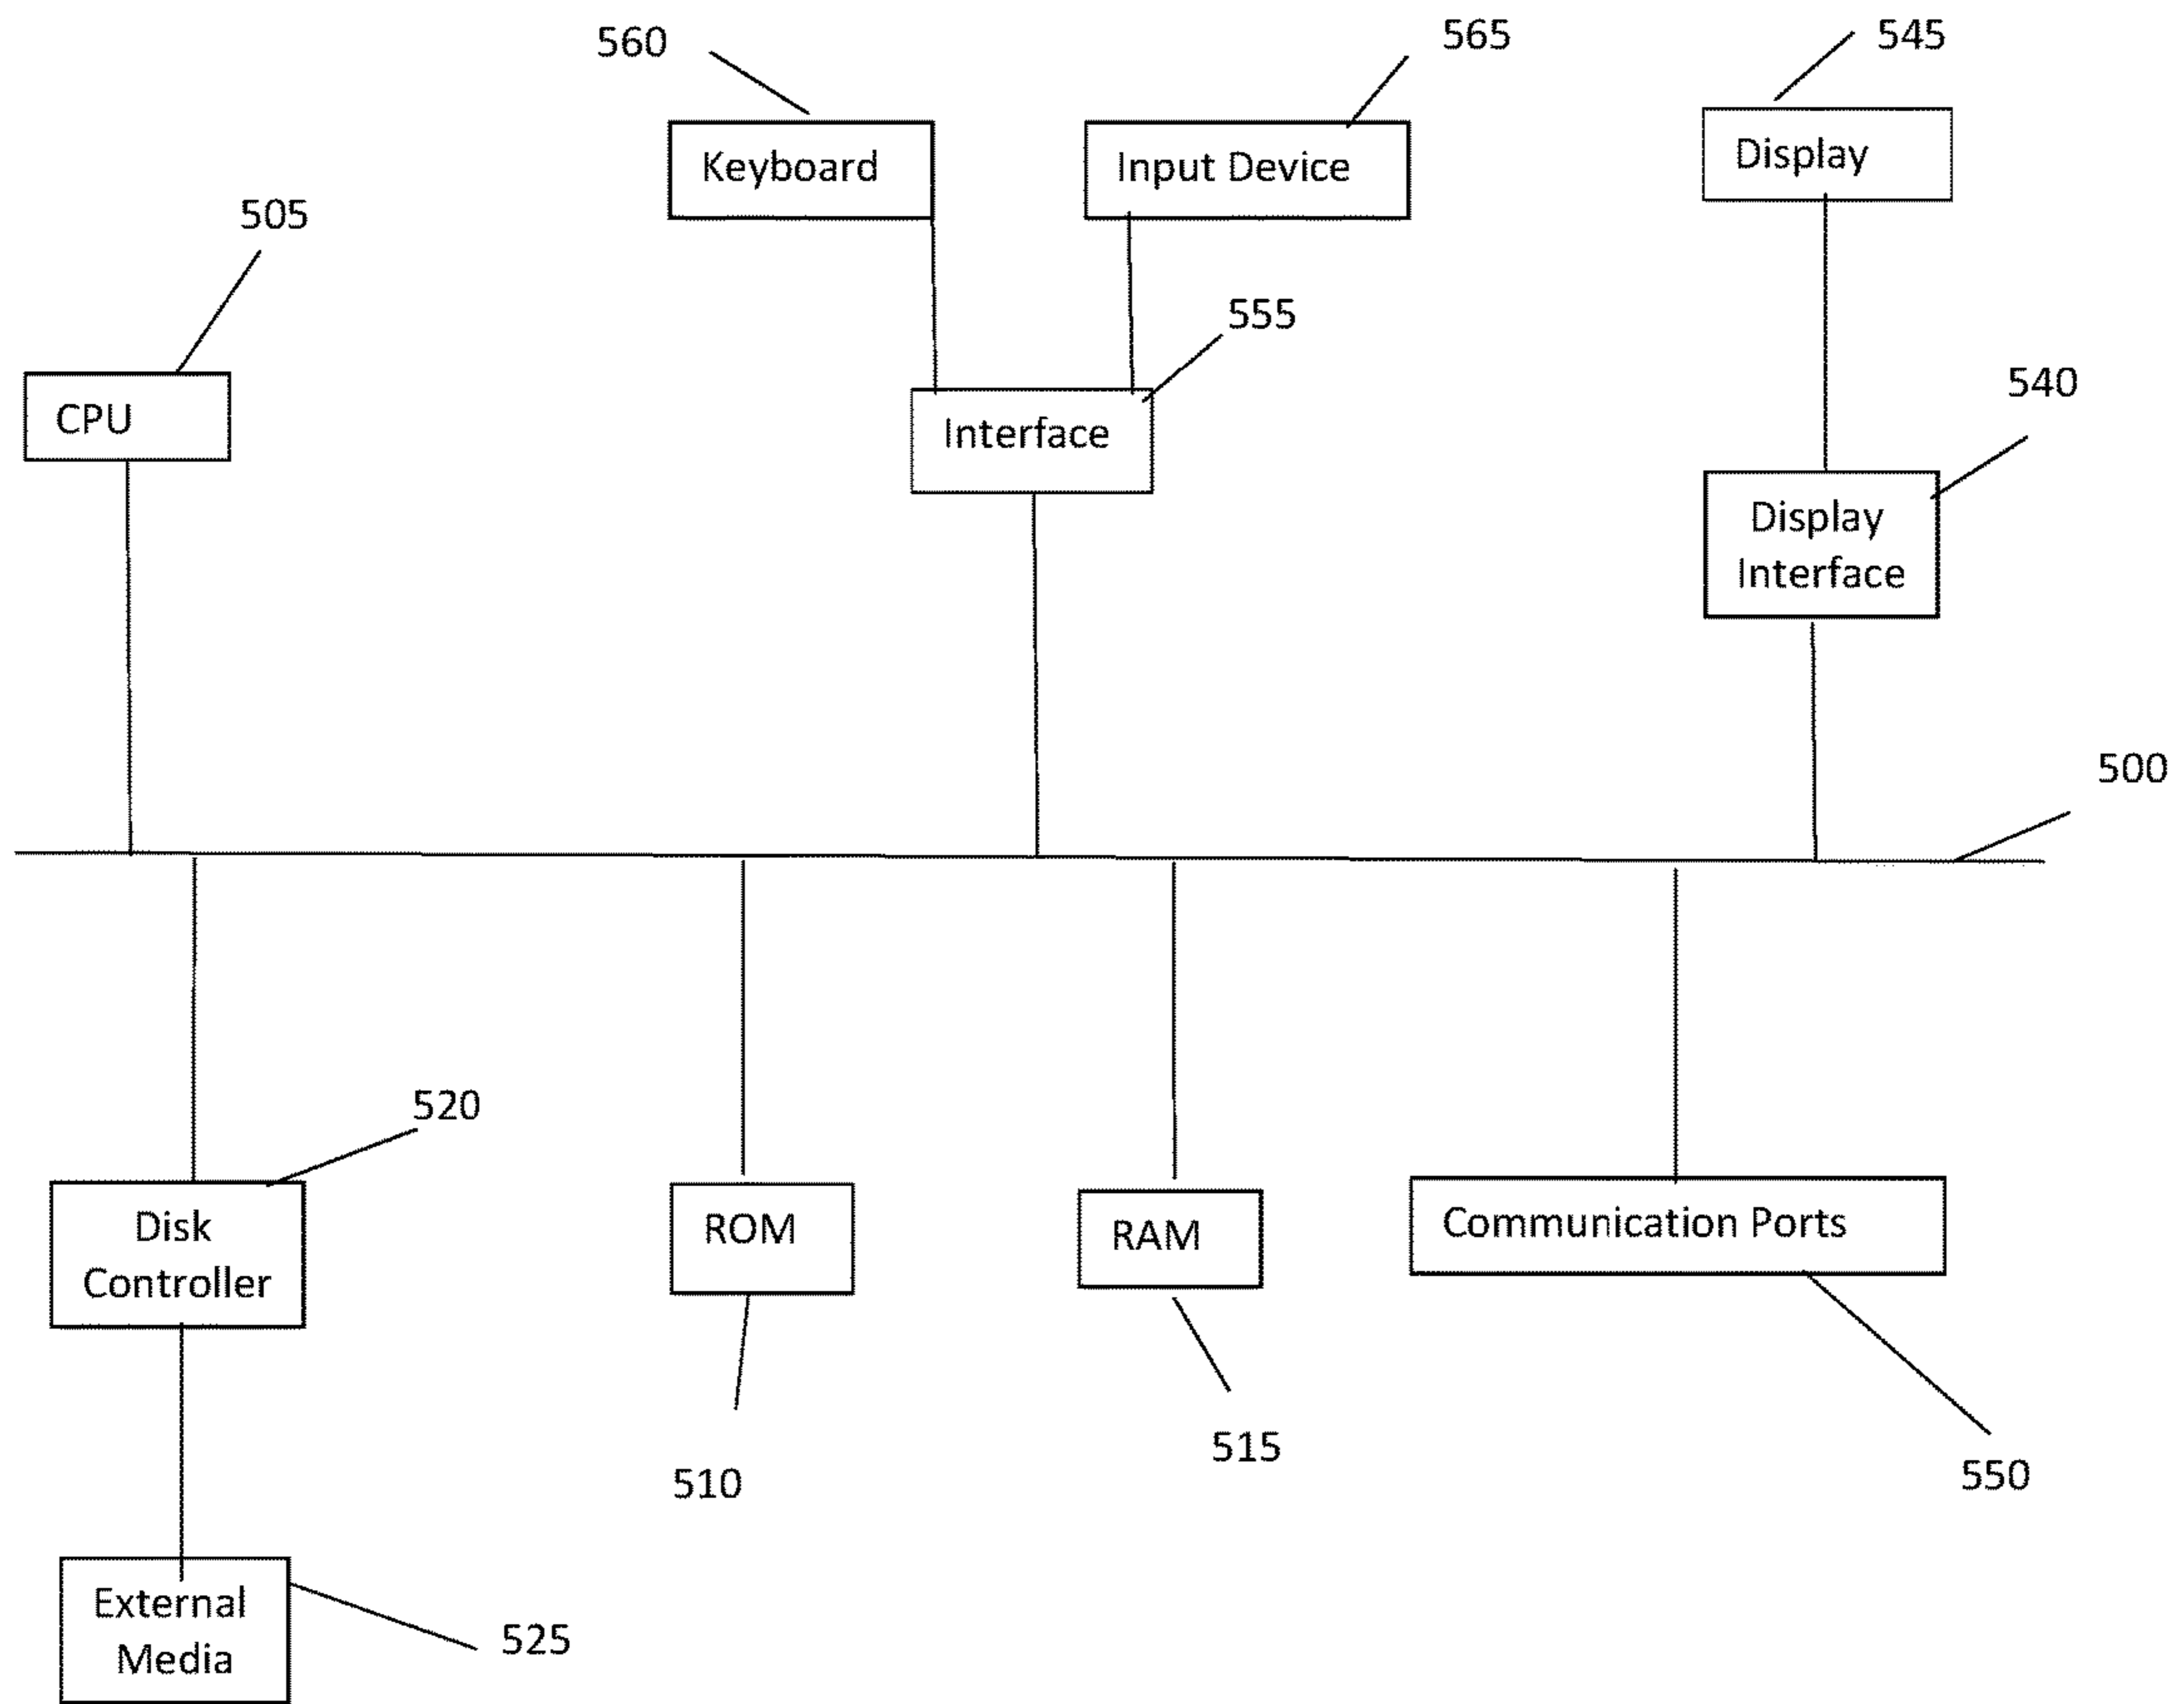 560
565
545
Keyboard
Input Device
Display
505
555
540
CPU
Interface
Display
Interface
500
520
Disk
Controller
ROM
RAM
Communication Ports
510
515
550
External
Media
525